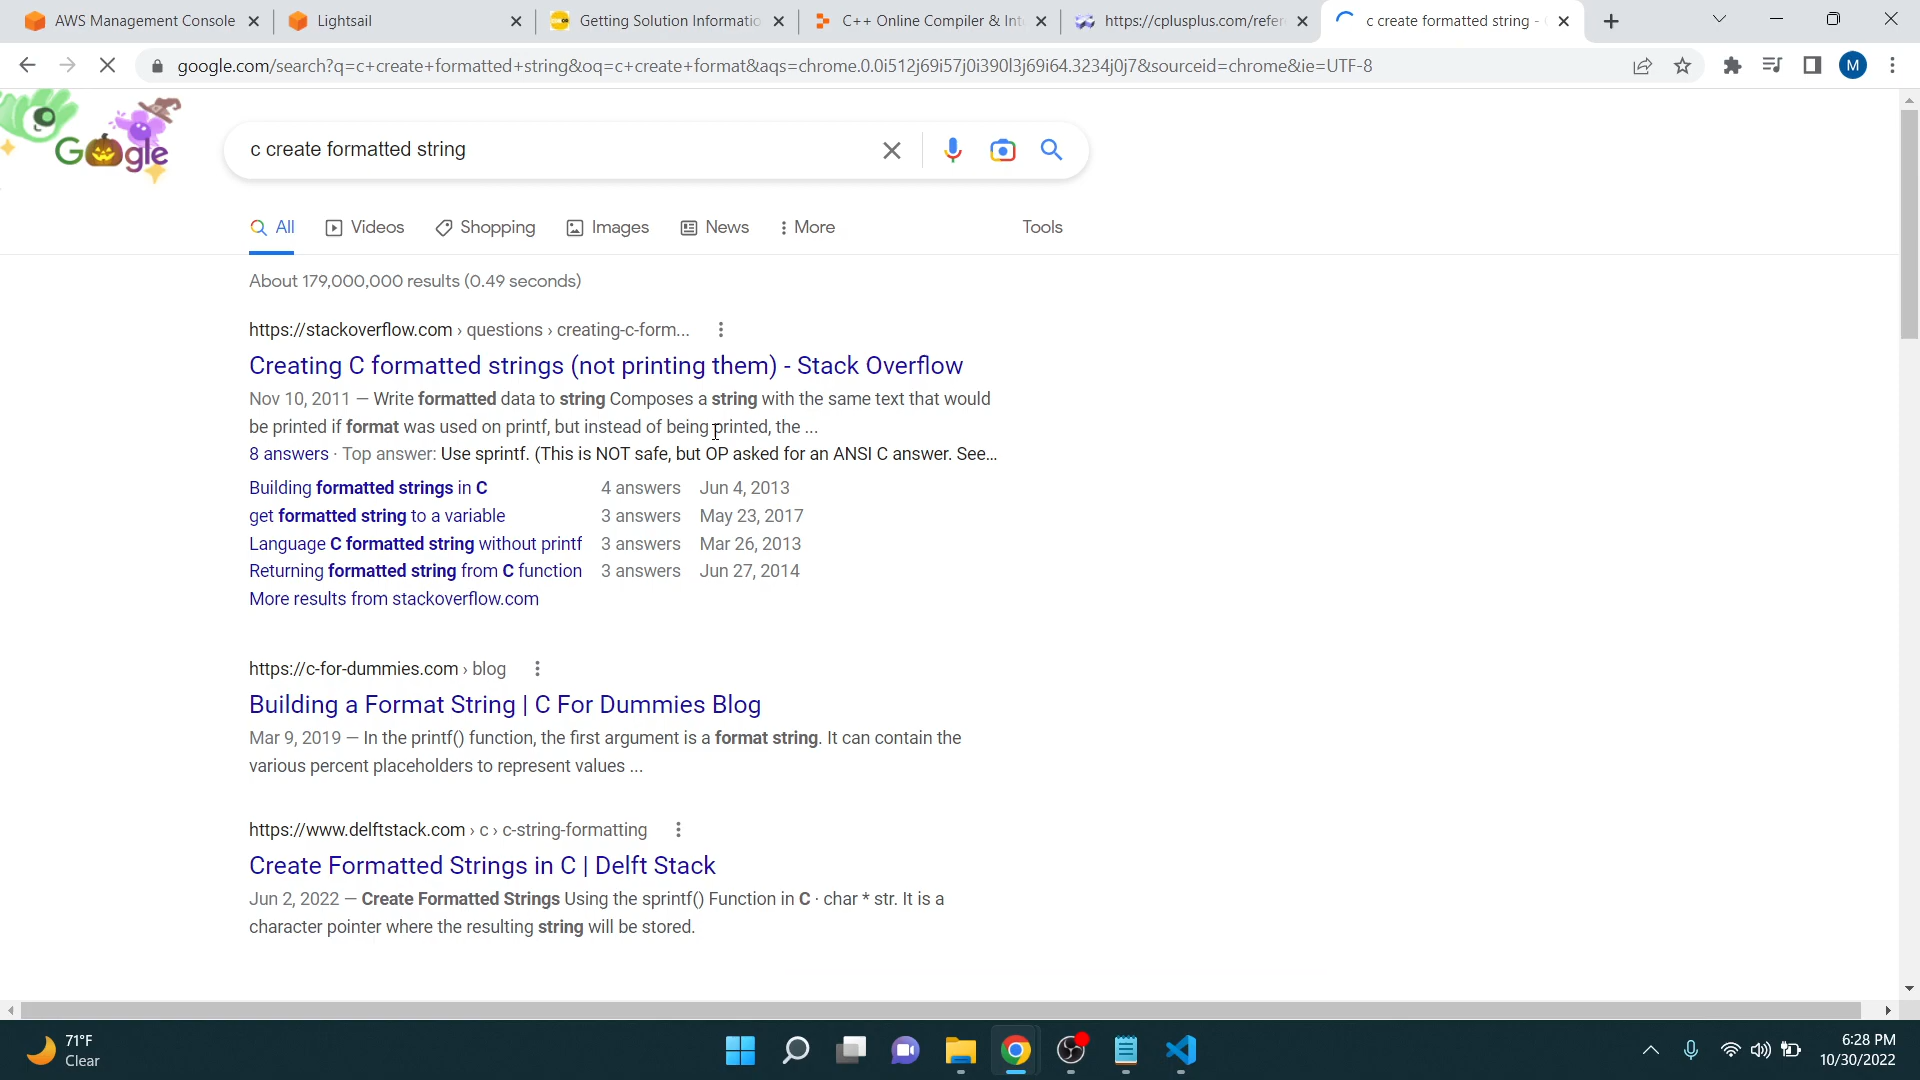 AWS Management Console
Lightsail
Getting Solution Informatio
C++ Online Compiler & Int
https://cplusplus.com/refer
c create formatted string -
google.com/search?q=c+create+formatted+string&oq=c+create+format&aqs=chrome.0.0i512j69i57j0i390l3j69i64.3234j0j7&sourceid=chrome&ie=UTF-8
M
Google
c create formatted string
All
Videos
Shopping
Images
News
More
Tools
About 179,000,000 results (0.49 seconds)
https://stackoverflow.com › questions › creating-c-form...
Creating C formatted strings (not printing them) - Stack Overflow
Nov 10, 2011 — Write formatted data to string Composes a string with the same text that would
be printed if format was used on printf, but instead of being printed, the ...
8 answers · Top answer: Use sprintf. (This is NOT safe, but OP asked for an ANSI C answer. See...
Building formatted strings in C 4 answers Jun 4, 2013
get formatted string to a variable 3 answers May 23, 2017
Language C formatted string without printf 3 answers Mar 26, 2013
Returning formatted string from C function 3 answers Jun 27, 2014
More results from stackoverflow.com
https://c-for-dummies.com › blog
Building a Format String | C For Dummies Blog
Mar 9, 2019 — In the printf() function, the first argument is a format string. It can contain the
various percent placeholders to represent values ...
https://www.delftstack.com › c › c-string-formatting
Create Formatted Strings in C | Delft Stack
Jun 2, 2022 — Create Formatted Strings Using the sprintf() Function in C · char * str. It is a
character pointer where the resulting string will be stored.
71°F
Clear
6:28 PM
10/30/2022